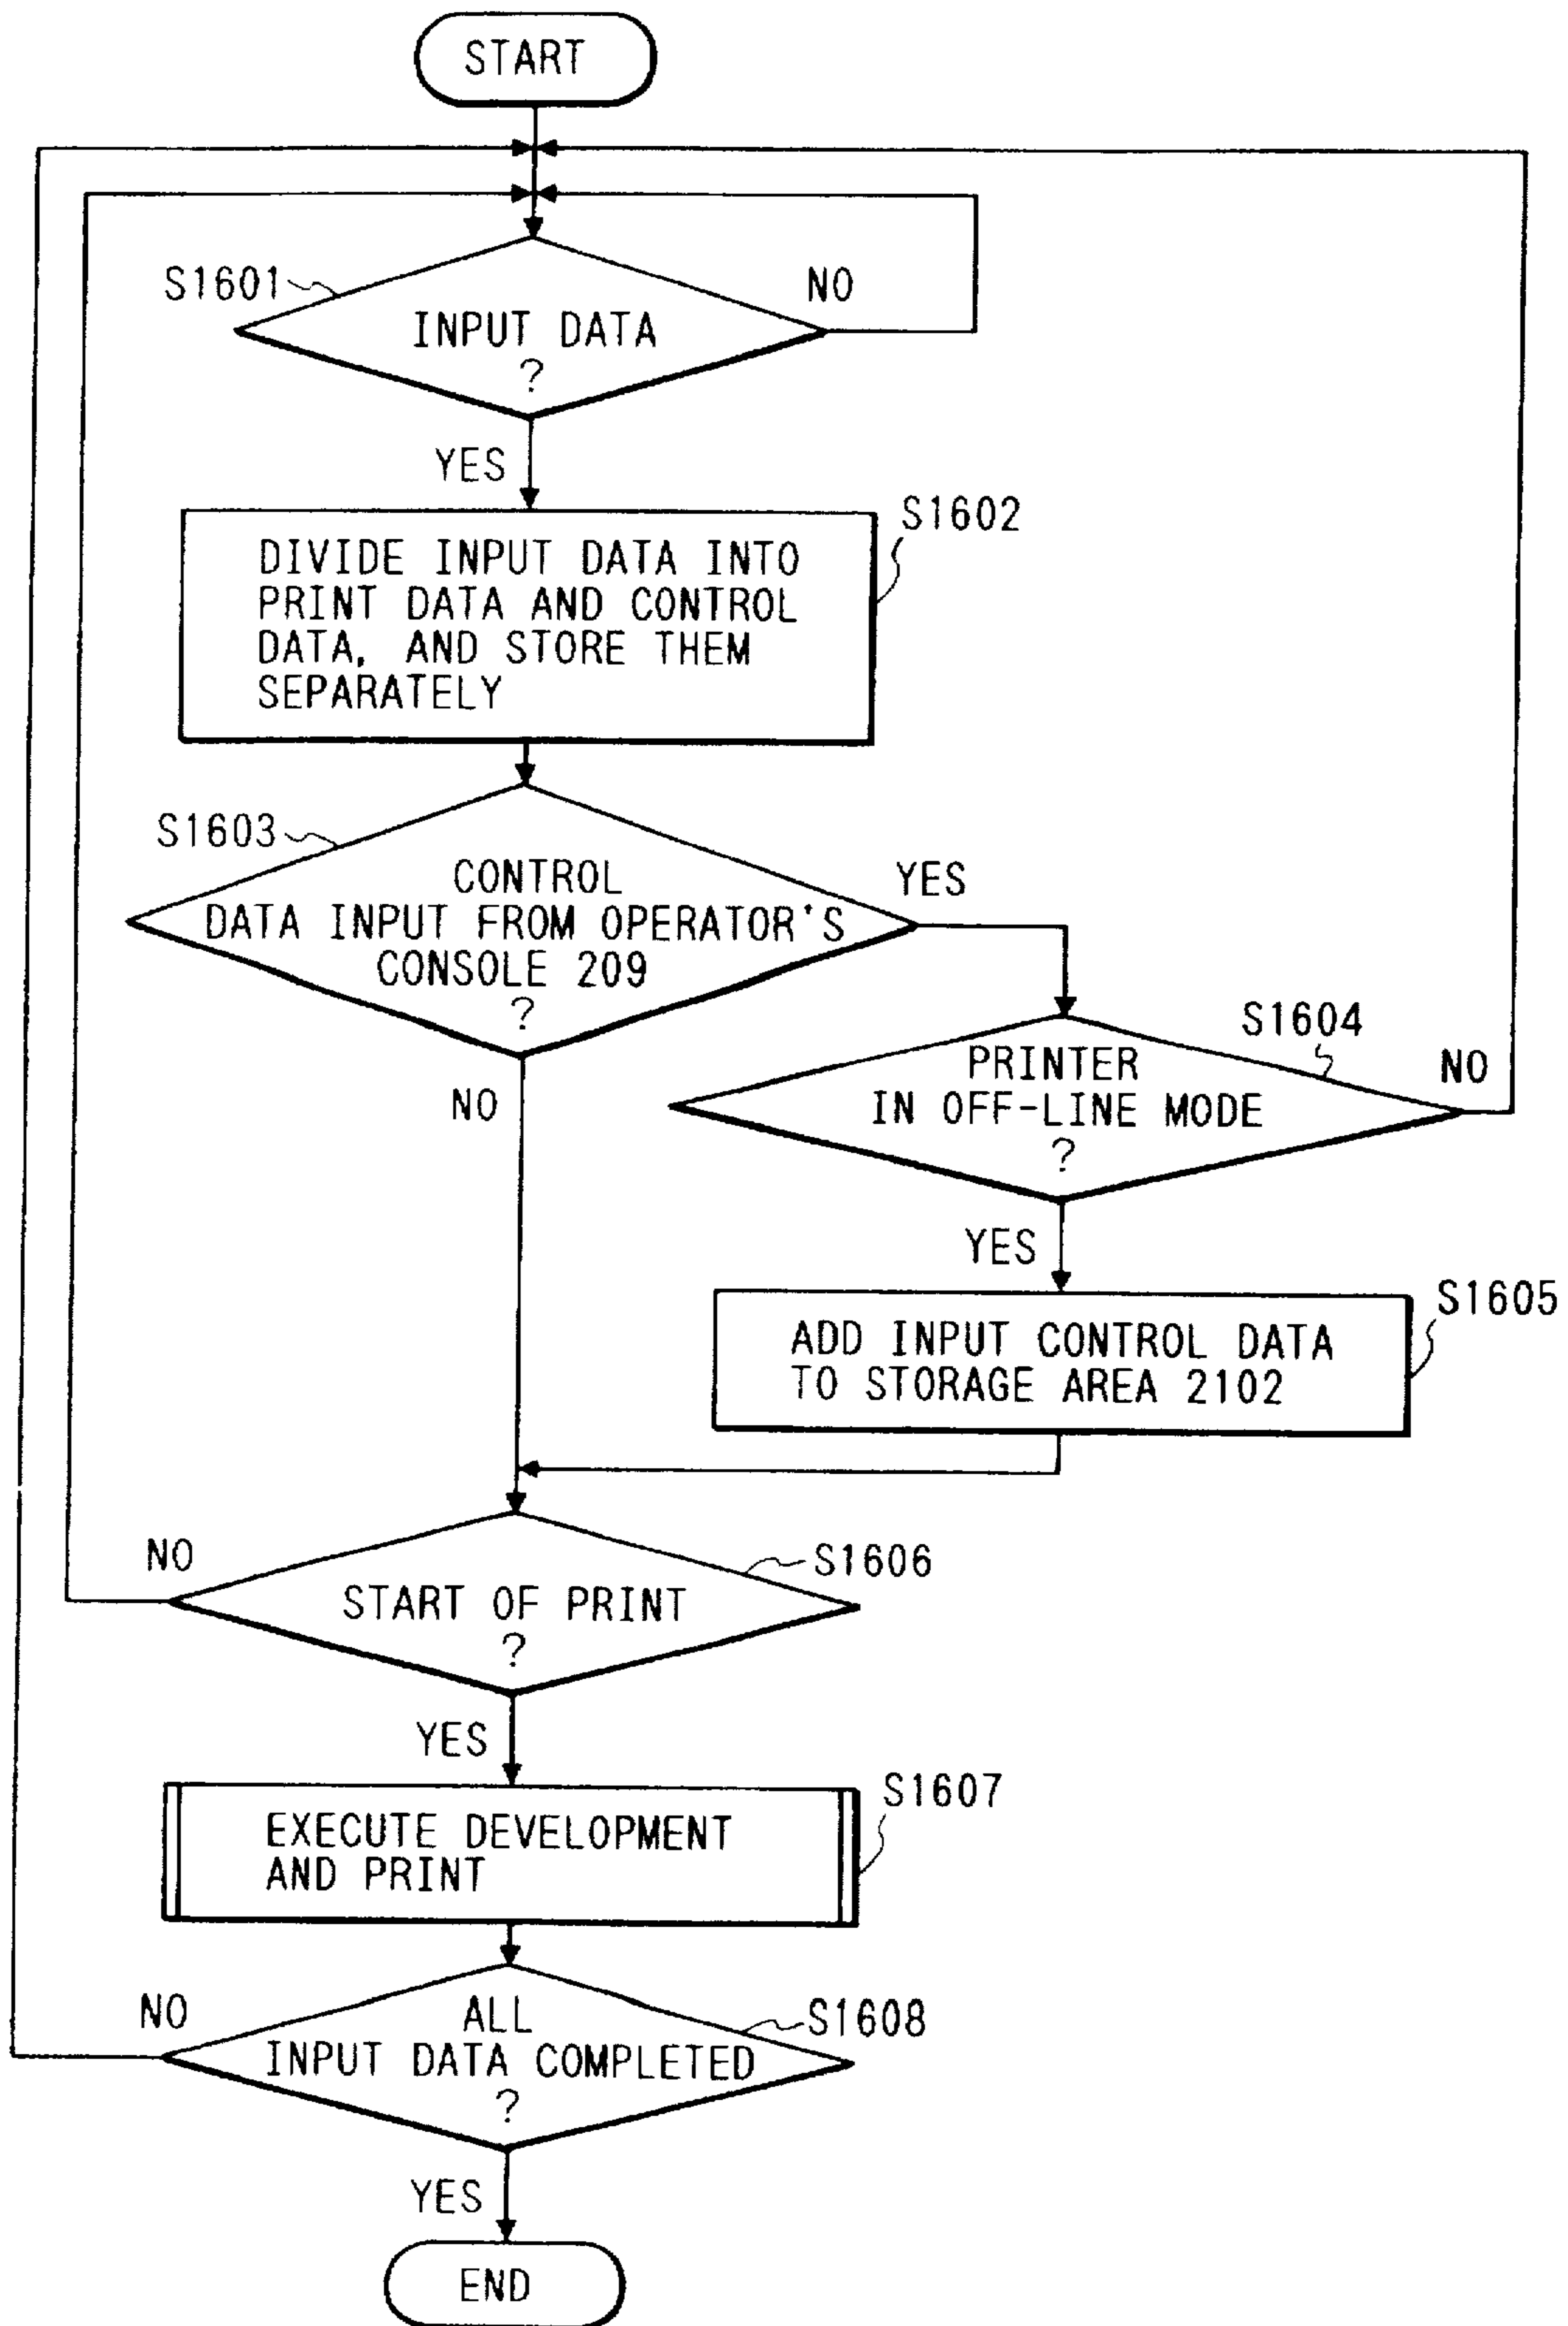 START
S1601
NO
INPUT DATA
?
YES
S1602
DIVIDE INPUT DATA INTO
PRINT DATA AND CONTROL
DATA, AND STORE THEM
SEPARATELY
S1603
CONTROL
DATA INPUT FROM OPERATOR'S
CONSOLE 209
?
YES
NO
S1604
PRINTER
IN OFF-LINE MODE
?
NO
YES
S1605
ADD INPUT CONTROL DATA
TO STORAGE AREA 2102
NO
S1606
START OF PRINT
?
YES
S1607
EXECUTE DEVELOPMENT
AND PRINT
NO
S1608
ALL
INPUT DATA COMPLETED
?
YES
END